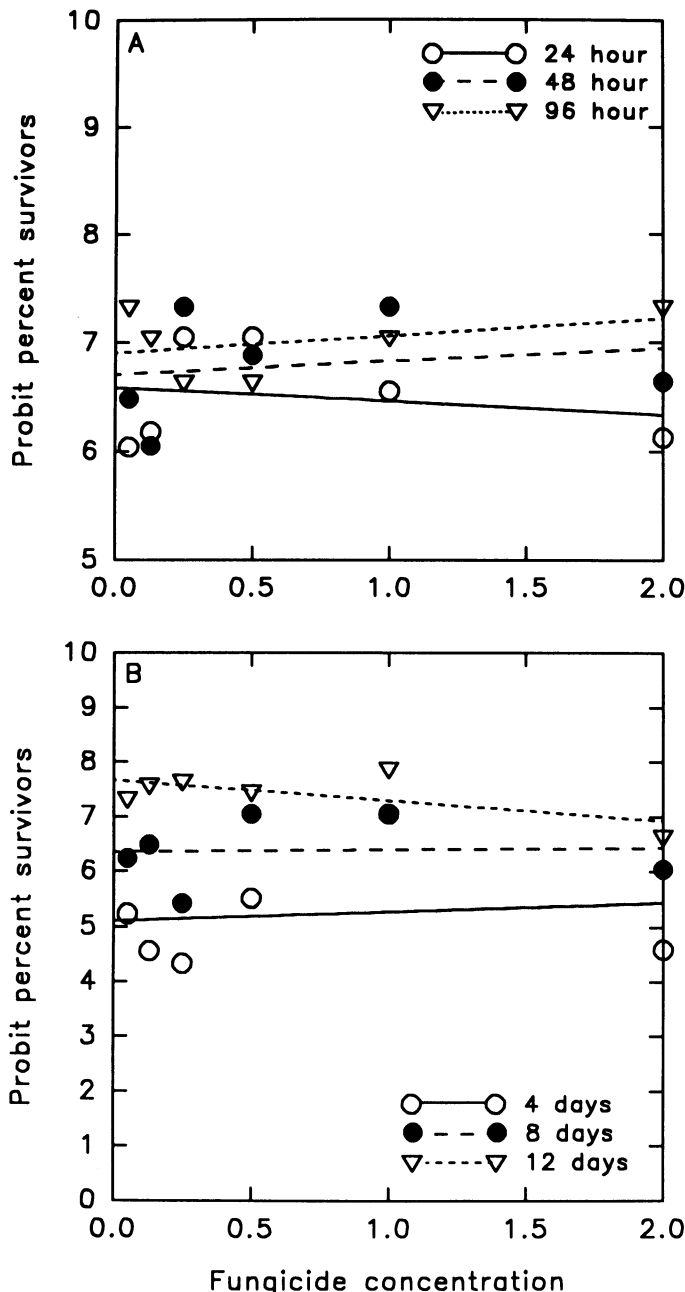 10
A
24 hour
48 hour
96 hour
9
8
7
6
5
0.0 0.5 1.0 1.5 2.0
Probit percent survivors
10
B
9
8
7
6
5
4
3
2
1
0
4 days
8 days
12 days
0.0 0.5 1.0 1.5 2.0
Probit percent survivors
Fungicide concentration